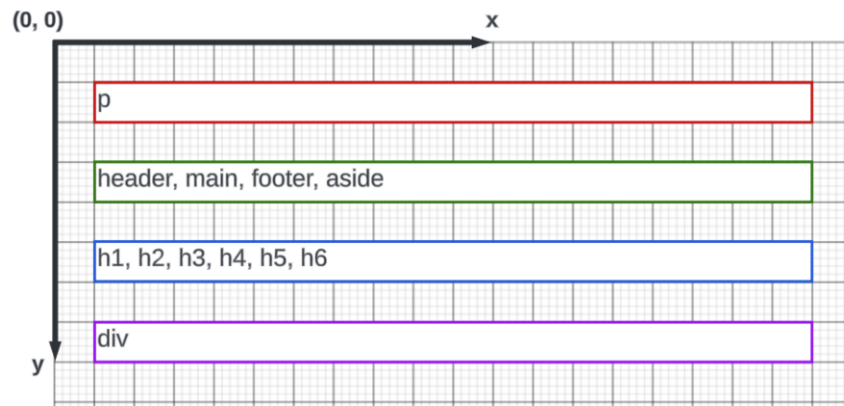 (0, 0)
x
p
header, main, footer, aside
h1, h2, h3, h4, h5, h6
div
y